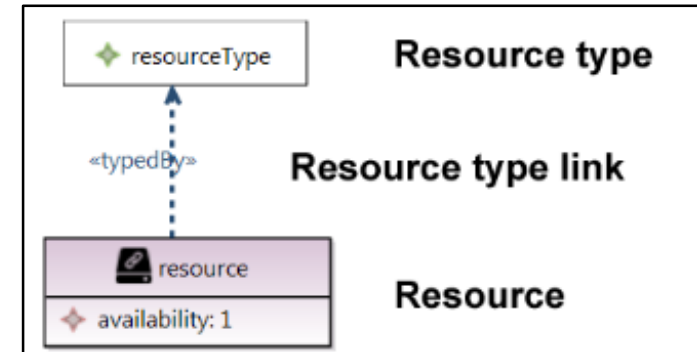 resourceType
Resource type
«typedBy»
Resource type link
resource
availability: 1
Resource